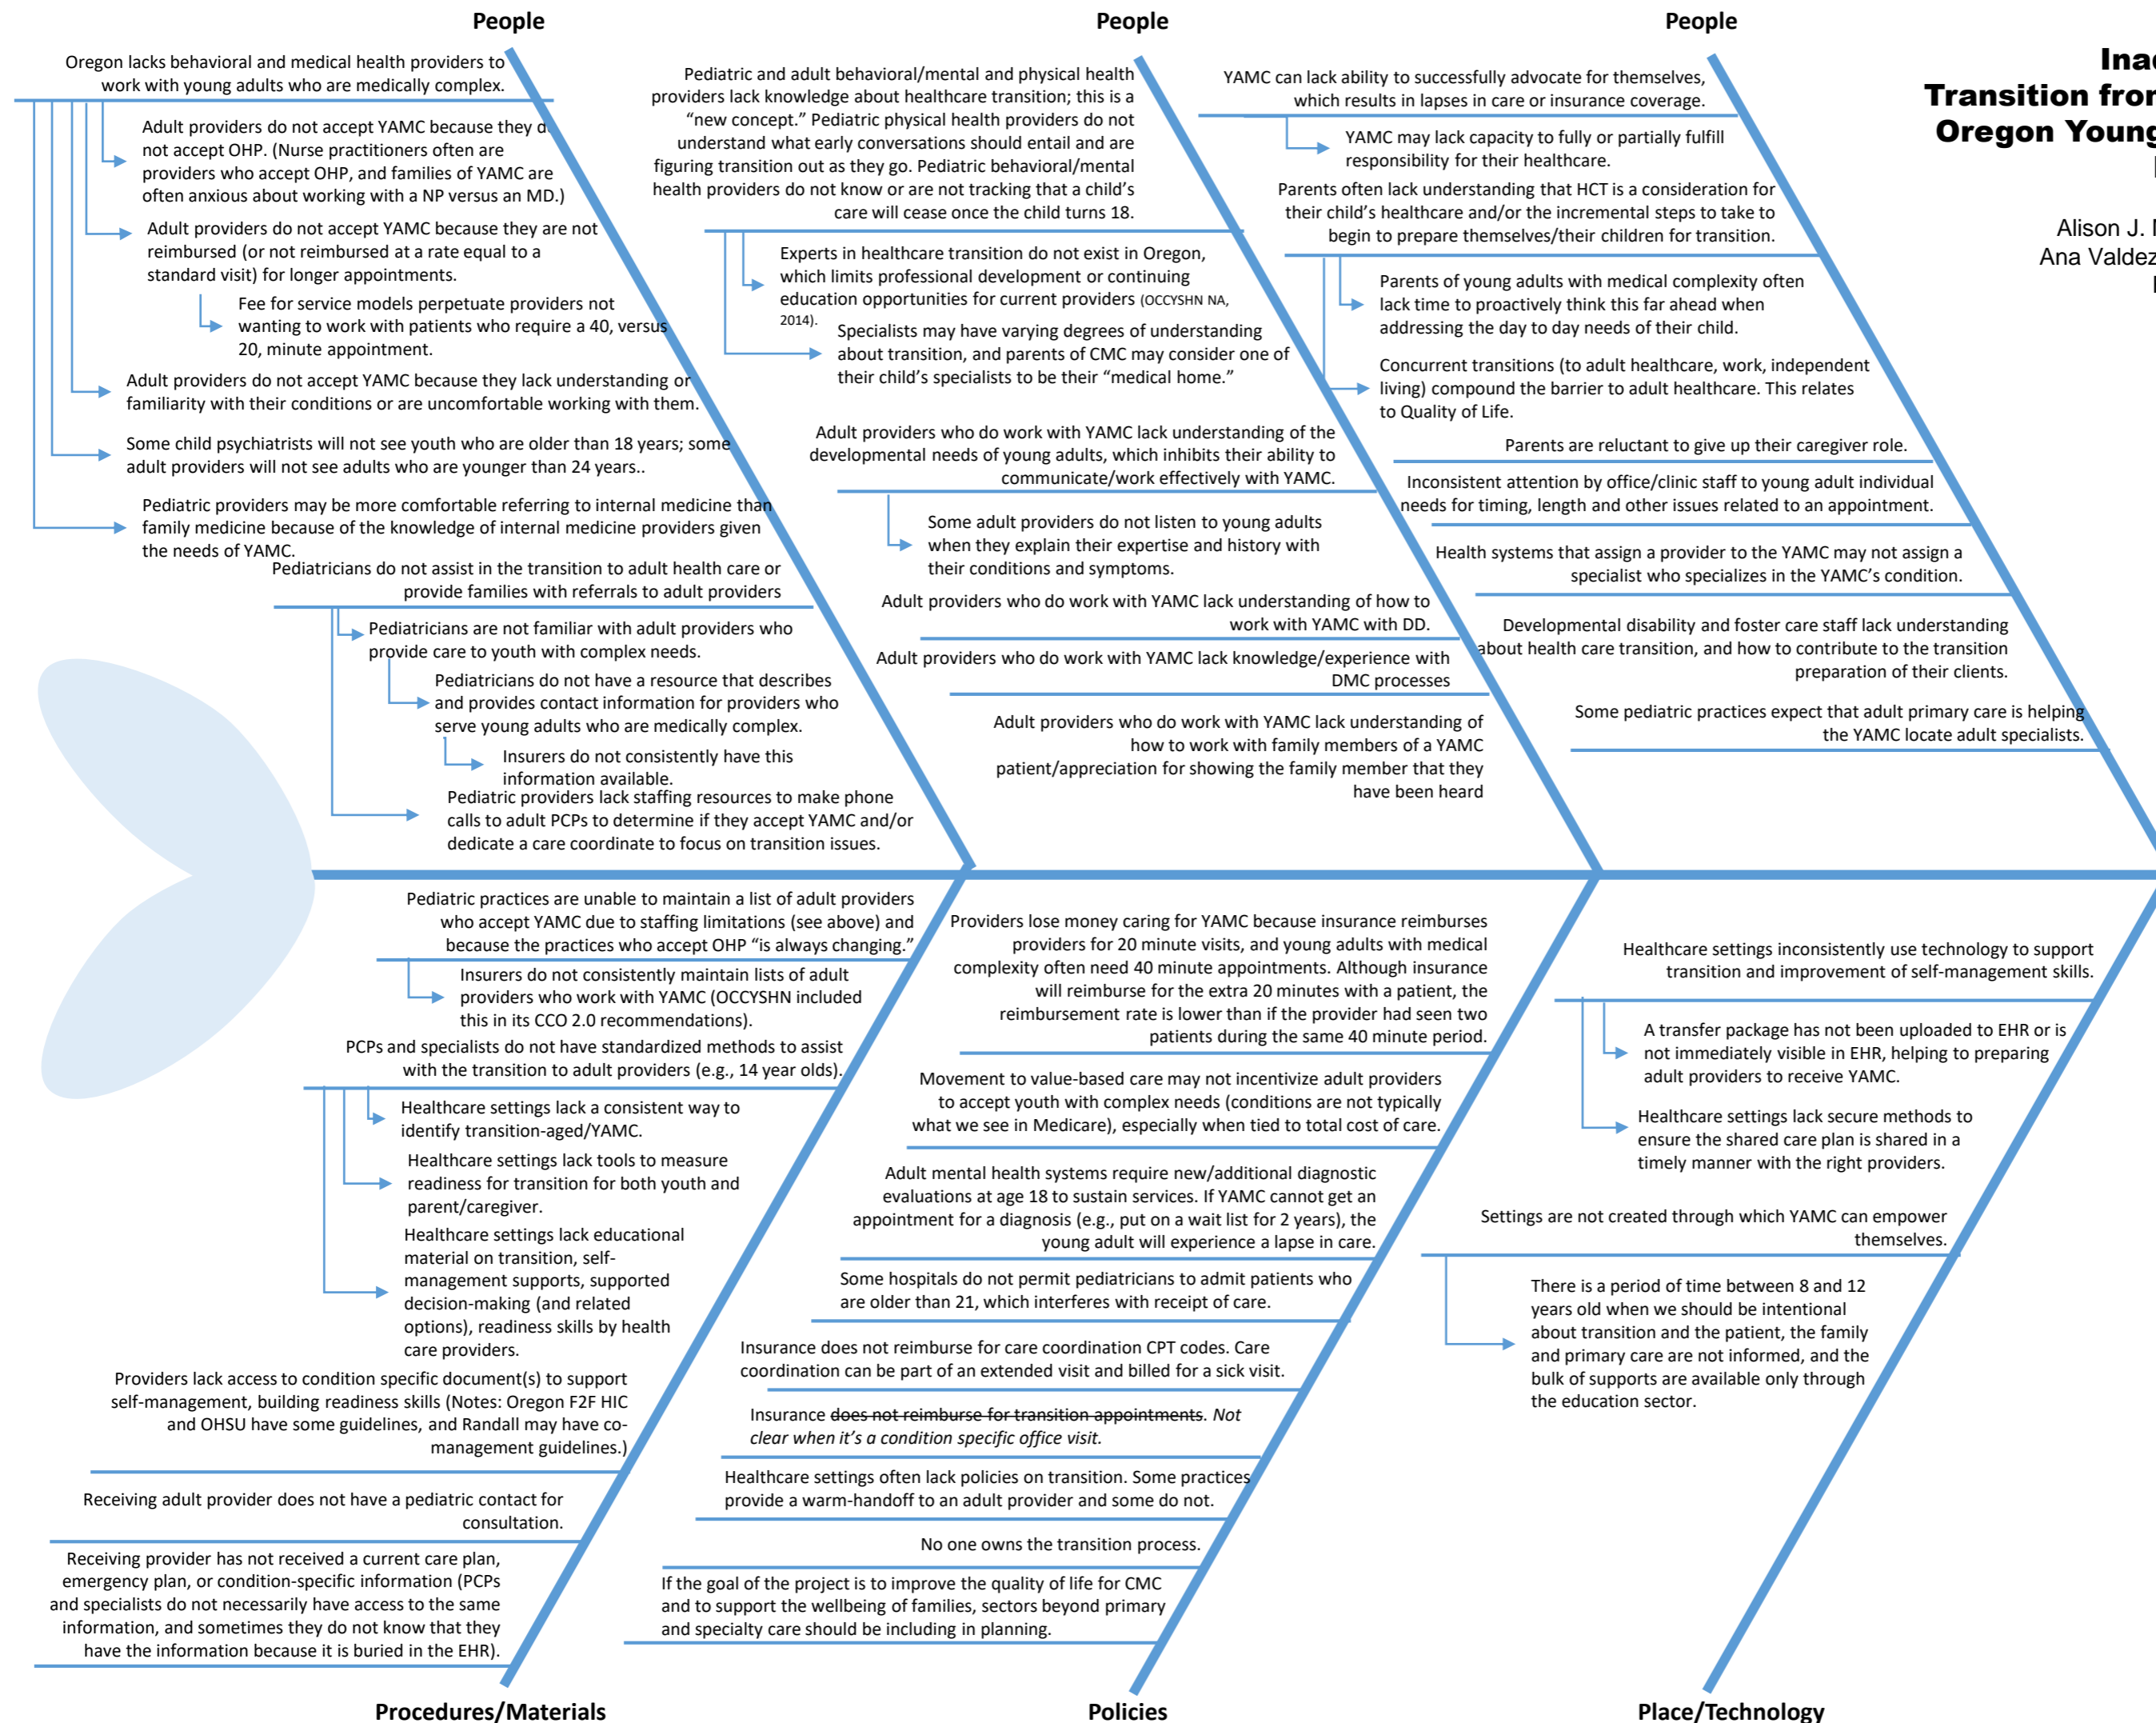 People
Oregon lacks behavioral and medical health providers to
work with young adults who are medically complex.
Adult providers do not accept YAMC because they
not accept OHP. (Nurse practitioners often are
providers who accept OHP, and families of YAMC are
often anxious about working with a NP versus an MD.)
Adult providers do not accept YAMC because they are not
reimbursed (or not reimbursed at a rate equal to a
standard visit) for longer appointments.
Fee for service models perpetuate providers not
wanting to work with patients who require a 40, versus
20, minute appointment.
Adult providers do not accept YAMC because they lack understanding or
familiarity with their conditions or are uncomfortable working with them.
Some child psychiatrists will not see youth who are older than 18 years; some
adult providers will not see adults who are younger than 24 years..
Pediatric providers may be more comfortable referring to internal medicine than
family medicine because of the knowledge of internal medicine providers given
the needs of YAMC.
Pediatricians do not assist in the transition to adult health care or
provide families with referrals to adult providers
Pediatricians are not familiar with adult providers who
provide care to youth with complex needs.
Pediatricians do not have a resource that describes
and provides contact information for providers who
serve young adults who are medically complex.
Insurers do not consistently have this
information available.
Pediatric providers lack staffing resources to make phone
calls to adult PCPs to determine if they accept YAMC and/or
dedicate a care coordinate to focus on transition issues.
People
Pediatric and adult behavioral/mental and physical health
providers lack knowledge about healthcare transition; this is a
“new concept.” Pediatric physical health providers do not
understand what early conversations should entail and are
figuring transition out as they go. Pediatric behavioral/mental
health providers do not know or are not tracking that a child’s
care will cease once the child turns 18.
Experts in healthcare transition do not exist in Oregon,
which limits professional development or continuing
education opportunities for current providers (OCCYSHN NA,
2014).
Specialists may have varying degrees of understanding
about transition, and parents of CMC may consider one of
their child’s specialists to be their “medical home.”
Adult providers who do work with YAMC lack understanding of the
developmental needs of young adults, which inhibits their ability to
communicate/work effectively with YAMC.
Some adult providers do not listen to young adults
when they explain their expertise and history with
their conditions and symptoms.
Adult providers who do work with YAMC lack understanding of how to
work with YAMC with DD.
Adult providers who do work with YAMC lack knowledge/experience with
DMC processes
Adult providers who do work with YAMC lack understanding of
how to work with family members of a YAMC
patient/appreciation for showing the family member that they
have been heard
People
YAMC can lack ability to successfully advocate for themselves,
which results in lapses in care or insurance coverage.
YAMC may lack capacity to fully or partially fulfill
responsibility for their healthcare.
Parents often lack understanding that HCT is a consideration for
their child’s healthcare and/or the incremental steps to take to
begin to prepare themselves/their children for transition.
Parents of young adults with medical complexity often
lack time to proactively think this far ahead when
addressing the day to day needs of their child.
Concurrent transitions (to adult healthcare, work, independent
living) compound the barrier to adult healthcare. This relates
to Quality of Life.
Parents are reluctant to give up their caregiver role.
Inconsistent attention by office/clinic staff to young adult individual
needs for timing, length and other issues related to an appointment.
Health systems that assign a provider to the YAMC may not assign a
specialist who specializes in the YAMC’s condition.
Developmental disability and foster care staff lack understanding
about health care transition, and how to contribute to the transition
preparation of their clients.
Some pediatric practices expect that adult primary care is helping
the YAMC locate adult specialists.
Transition
Oregon
Alison J.
Ana
Pediatric practices are unable to maintain a list of adult providers
who accept YAMC due to staffing limitations (see above) and
because the practices who accept OHP “is always changing.”
Insurers do not consistently maintain lists of adult
providers who work with YAMC (OCCYSHN included
this in its CCO 2.0 recommendations).
PCPs and specialists do not have standardized methods to assist
with the transition to adult providers (e.g., 14 year olds).
Healthcare settings lack a consistent way to
identify transition-aged/YAMC.
Healthcare settings lack tools to measure
readiness for transition for both youth and
parent/caregiver.
Healthcare settings lack educational
material on transition, self-
management supports, supported
decision-making (and related
options), readiness skills by health
care providers.
Providers lack access to condition specific document(s) to support
self-management, building readiness skills (Notes: Oregon F2F HIC
and OHSU have some guidelines, and Randall may have co-
management guidelines.)
Receiving adult provider does not have a pediatric contact for
consultation.
Receiving provider has not received a current care plan,
emergency plan, or condition-specific information (PCPs
and specialists do not necessarily have access to the same
information, and sometimes they do not know that they
have the information because it is buried in the EHR).
Procedures/Materials
Providers lose money caring for YAMC because insurance reimburses
providers for 20 minute visits, and young adults with medical
complexity often need 40 minute appointments. Although insurance
will reimburse for the extra 20 minutes with a patient, the
reimbursement rate is lower than if the provider had seen two
patients during the same 40 minute period.
Movement to value-based care may not incentivize adult providers
to accept youth with complex needs (conditions are not typically
what we see in Medicare), especially when tied to total cost of care.
Adult mental health systems require new/additional diagnostic
evaluations at age 18 to sustain services. If YAMC cannot get an
appointment for a diagnosis (e.g., put on a wait list for 2 years), the
young adult will experience a lapse in care.
Some hospitals do not permit pediatricians to admit patients who
are older than 21, which interferes with receipt of care.
Insurance does not reimburse for care coordination CPT codes. Care
coordination can be part of an extended visit and billed for a sick visit.
Insurance does not reimburse for transition appointments. Not
clear when it’s a condition specific office visit.
Healthcare settings often lack policies on transition. Some practices
provide a warm-handoff to an adult provider and some do not.
No one owns the transition process.
If the goal of the project is to improve the quality of life for CMC
and to support the wellbeing of families, sectors beyond primary
and specialty care should be including in planning.
Policies
Healthcare settings inconsistently use technology to support
transition and improvement of self-management skills.
A transfer package has not been uploaded to EHR or is
not immediately visible in EHR, helping to preparing
adult providers to receive YAMC.
Healthcare settings lack secure methods to
ensure the shared care plan is shared in a
timely manner with the right providers.
Settings are not created through which YAMC can empower
themselves.
There is a period of time between 8 and 12
years old when we should be intentional
about transition and the patient, the family
and primary care are not informed, and the
bulk of supports are available only through
the education sector.
Place/Technology